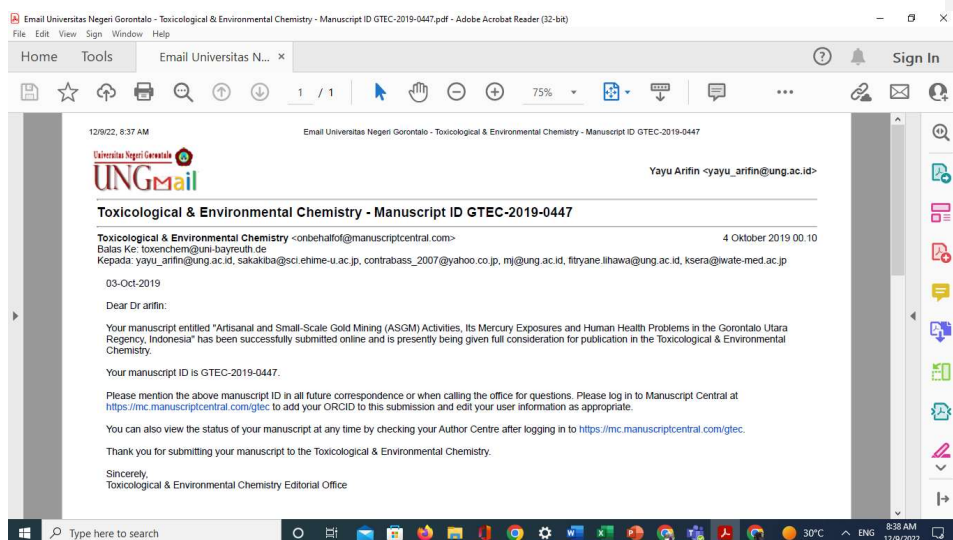 Email Universitas Negeri Gorontalo - Toxicological & Environmental Chemistry - Manuscript ID GTEC-2019-0447.pdf - Adobe Acrobat Reader (32-bit)
File Edit View Sign Window Help
Home Tools Email Universitas N... × Sign In
1 / 1 75%
12/9/22, 8:37 AM Email Universitas Negeri Gorontalo - Toxicological & Environmental Chemistry - Manuscript ID GTEC-2019-0447
Universitas Negeri Gorontalo
UNGMail
Yayu Arifin <yayu_arifin@ung.ac.id>
Toxicological & Environmental Chemistry - Manuscript ID GTEC-2019-0447
Toxicological & Environmental Chemistry <onbehalfof@manuscriptcentral.com> 4 Oktober 2019 00.10
Balas Ke: toxenchem@uni-bayreuth.de
Kepada: yayu_arifin@ung.ac.id, sakakiba@sci.ehime-u.ac.jp, contrabass_2007@yahoo.co.jp, mj@ung.ac.id, fitryane.lihawa@ung.ac.id, ksera@iwate-med.ac.jp
03-Oct-2019
Dear Dr arifin:
Your manuscript entitled "Artisanal and Small-Scale Gold Mining (ASGM) Activities, Its Mercury Exposures and Human Health Problems in the Gorontalo Utara
Regency, Indonesia" has been successfully submitted online and is presently being given full consideration for publication in the Toxicological & Environmental
Chemistry.
Your manuscript ID is GTEC-2019-0447.
Please mention the above manuscript ID in all future correspondence or when calling the office for questions. Please log in to Manuscript Central at
https://mc.manuscriptcentral.com/gtec to add your ORCID to this submission and edit your user information as appropriate.
You can also view the status of your manuscript at any time by checking your Author Centre after logging in to https://mc.manuscriptcentral.com/gtec.
Thank you for submitting your manuscript to the Toxicological & Environmental Chemistry.
Sincerely,
Toxicological & Environmental Chemistry Editorial Office
Type here to search 30°C ENG 8:38 AM
12/9/2022